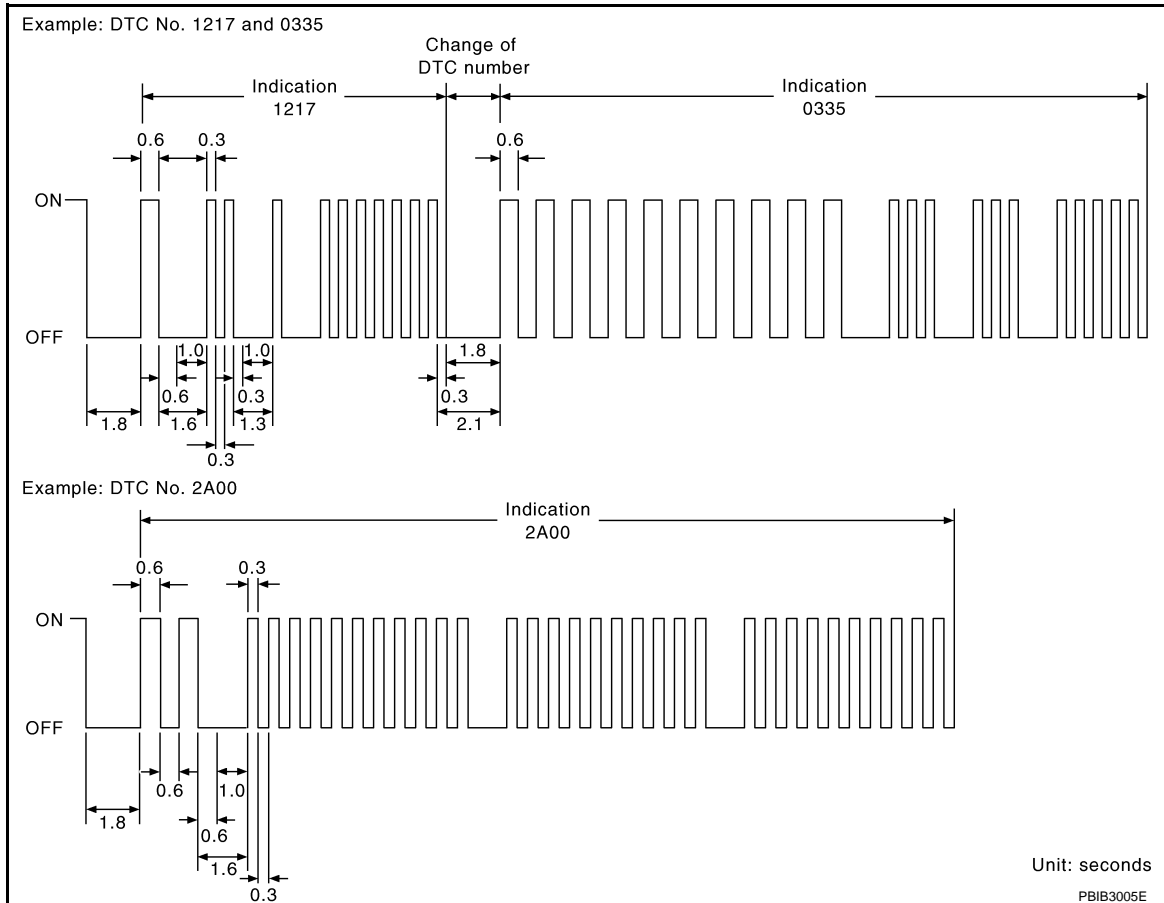 Example: DTC No. 1217 and 0335
Change of
DTC number
Indication
1217
Indication
0335
0.6
0.3
0.6
ON
OFF
1.0
1.0
1.8
0.6
0.3
0.3
1.8
1.6
1.3
2.1
0.3
Example: DTC No. 2A00
Indication
2A00
0.6
0.3
ON
OFF
0.6
1.0
1.8
0.6
1.6
0.3
Unit: seconds
PBIB3005E